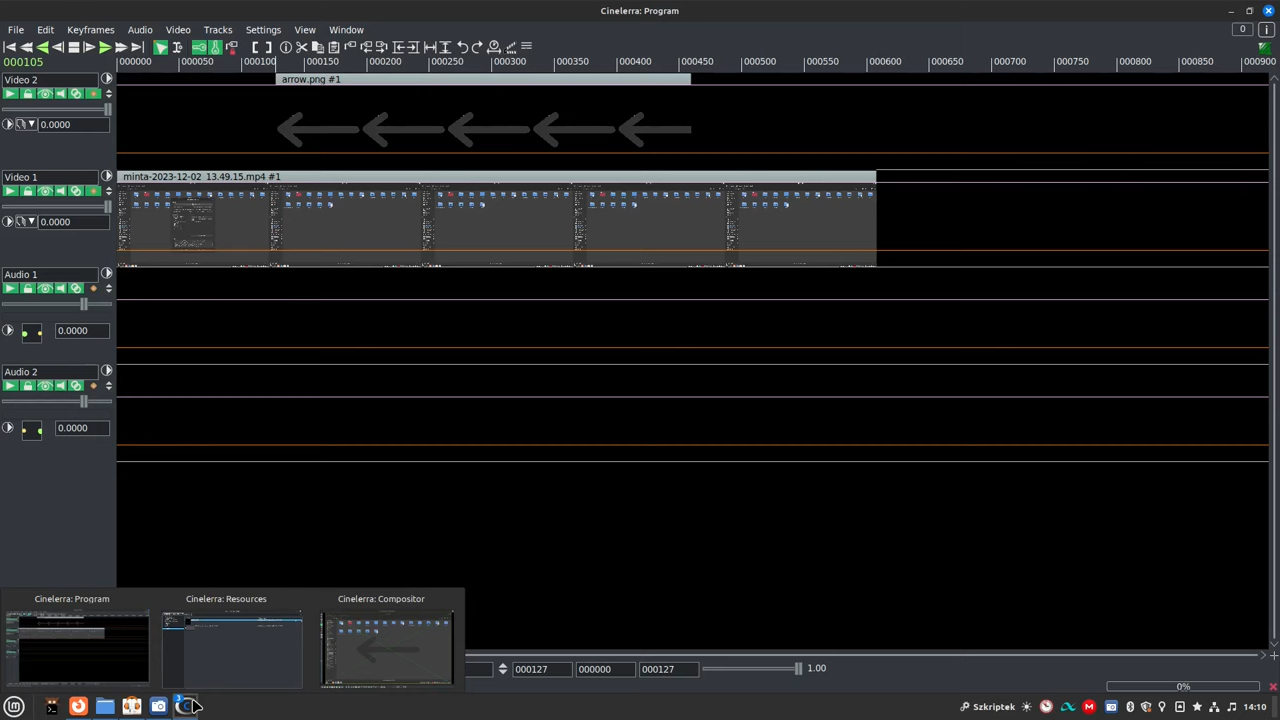 Cinelerra: Program
File Edit Keyframes Audio Video Tracks Settings View Window 0
000105 000000 000050 000100 000150 000200 000250 000300 000350 000400 000450 000500 000550 000600 000650 000700 000750 000800 000850 000900
Video 2
arrow.png #1
0.0000
Video 1
minta-2023-12-02_13.49.15.mp4 #1
0.0000
Audio 1
0.0000
Audio 2
0.0000
Cinelerra: Program Cinelerra: Resources Cinelerra: Compositor
000127 000000 000127 1.00
0%
3
Szkriptek 14:10